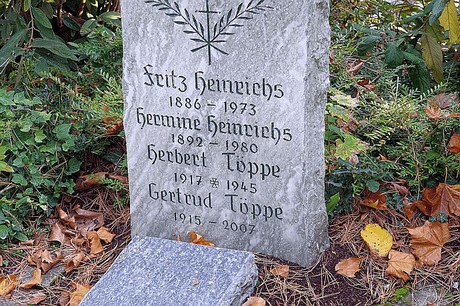 Fritz Heinrichs
1886 - 1973
Hermine Heinrichs
1892 - 1980
Herbert Töppe
1917 * 1945
Gertrud Töppe
1915 - 2007